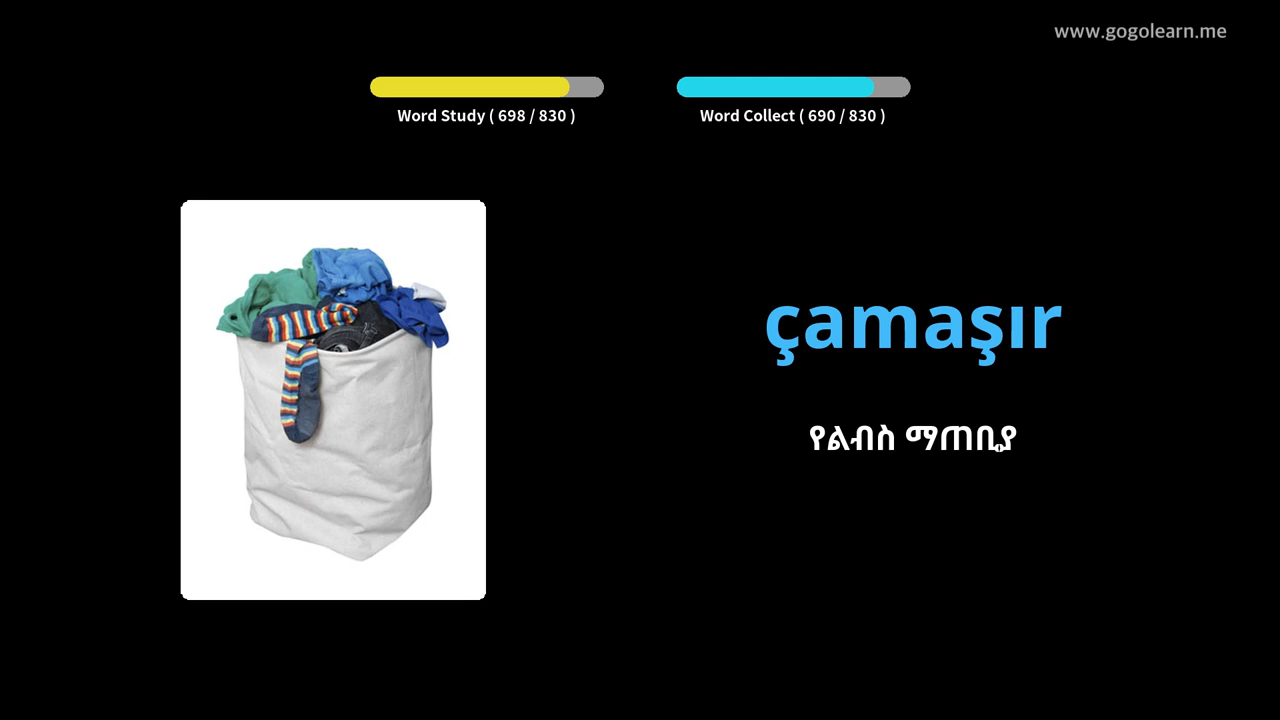 www.gogolearn.me
Word Study ( 698 / 830 )
Word Collect ( 690 / 830 )
çamaşır
የልብስ ማጠቢያ